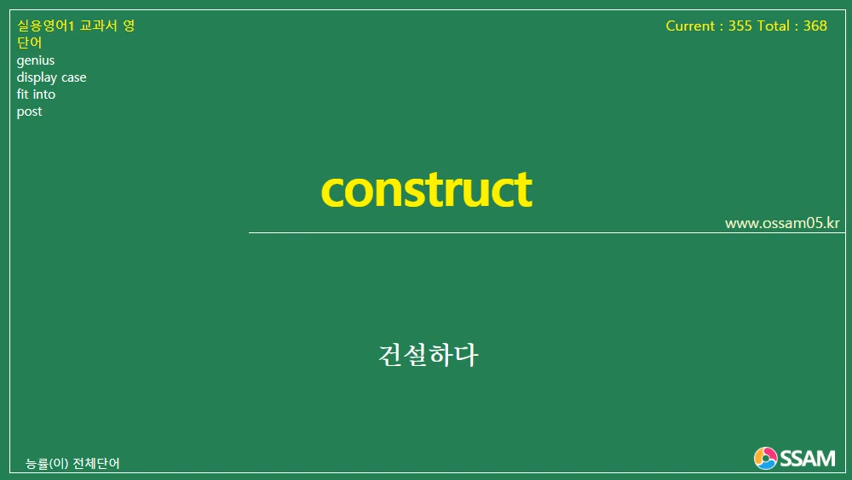 실용영어1 교과서 영
단어
genius
display case
fit into
post
Current : 355 Total : 368
construct
www.ossam05.kr
건설하다
능률(이) 전체단어
OSSAM